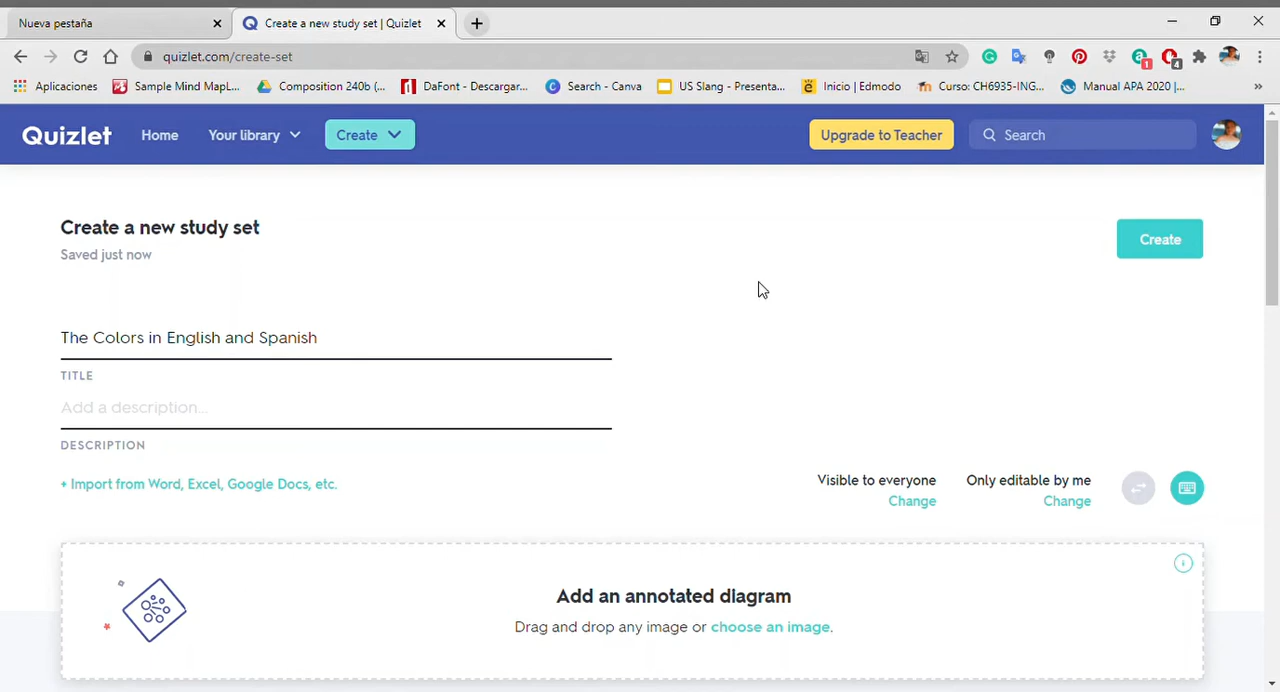 Nueva pestaña
Create a new study set | Quizlet
quizlet.com/create-set
1
4
Aplicaciones
Sample Mind MapL...
Composition 240b (...
DaFont - Descargar...
Search - Canva
US Slang - Presenta...
Inicio | Edmodo
Curso: CH6935-ING...
Manual APA 2020 |...
»
Quizlet
Home
Your library
Create
Upgrade to Teacher
Search
Create a new study set
Saved just now
Create
The Colors in English and Spanish
TITLE
Add a description...
DESCRIPTION
+ Import from Word, Excel, Google Docs, etc.
Visible to everyone
Change
Only editable by me
Change
Add an annotated diagram
Drag and drop any image or choose an image.